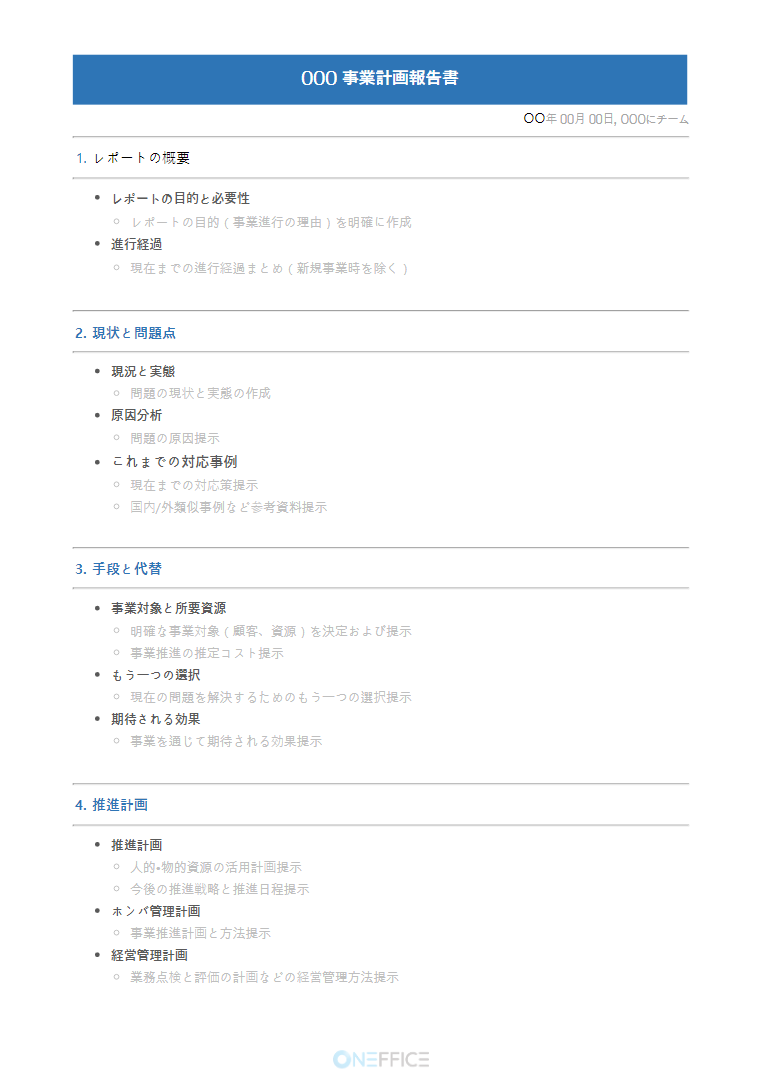 OOO 事業計画報告書
〇〇年 00月 00日, OOOにチーム
1. レポートの概要
• レポートの目的と必要性
○ レポートの目的 ( 事業進行の理由 ) を明確に作成
• 進行経過
○ 現在までの進行経過まとめ ( 新規事業時を除く )
2. 現状と問題点
• 現況と実態
○ 問題の現状と実態の作成
• 原因分析
○ 問題の原因提示
• これまでの対応事例
○ 現在までの対応策提示
○ 国内/外類似事例など参考資料提示
3. 手段と代替
• 事業対象と所要資源
○ 明確な事業対象 ( 顧客、資源 ) を決定および提示
○ 事業推進の推定コスト提示
• もう一つの選択
○ 現在の問題を解決するためのもう一つの選択提示
• 期待される効果
○ 事業を通じて期待される効果提示
4. 推進計画
• 推進計画
○ 人的•物的資源の活用計画提示
○ 今後の推進戦略と推進日程提示
• ホンバ管理計画
○ 事業推進計画と方法提示
• 経営管理計画
○ 業務点検と評価の計画などの経営管理方法提示
ONEFFICE